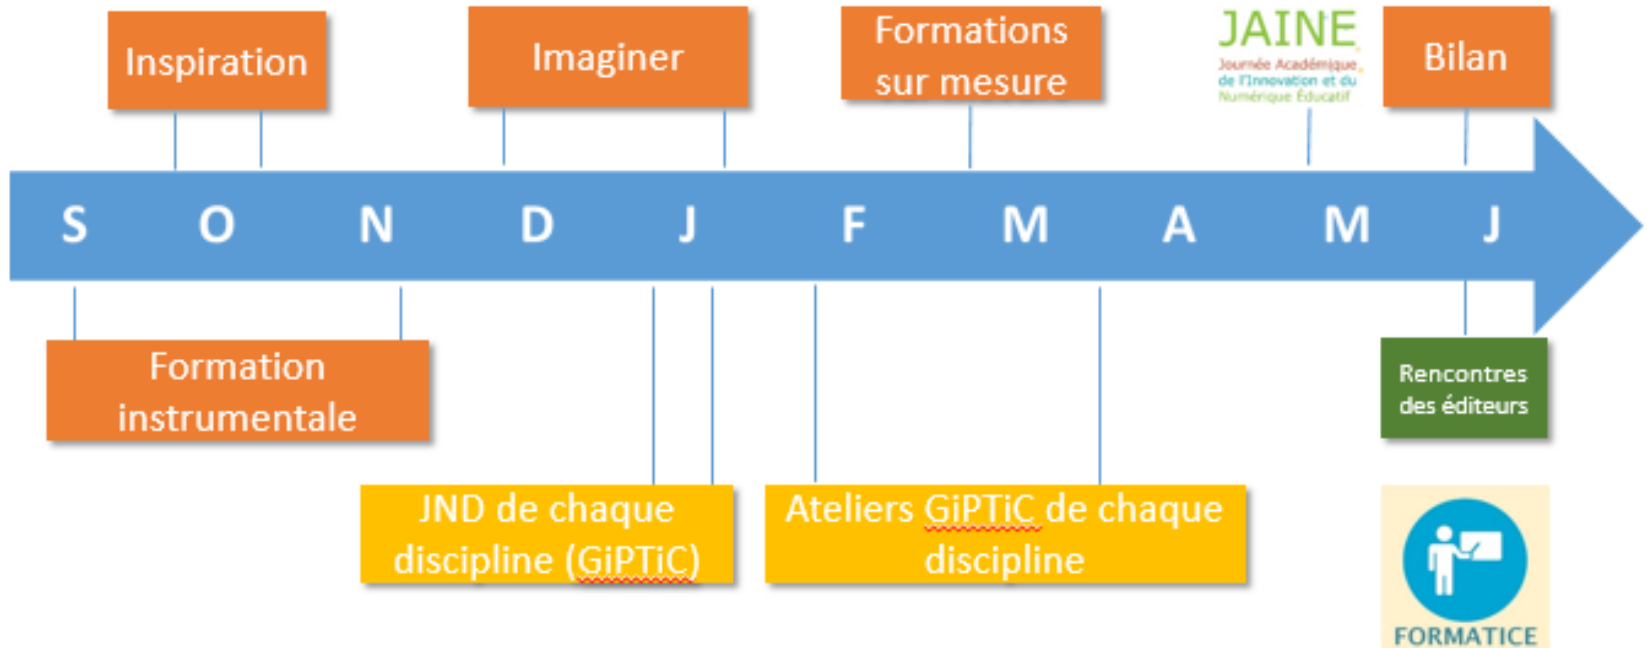 Inspiration
Imaginer
Formations
sur mesure
JAINE
Journée Académique
de l'Innovation et du
Numérique Éducatif
Bilan
S O N D J F M A M J
Formation
instrumentale
Rencontres
des éditeurs
JND de chaque
discipline (GiPTiC)
Ateliers GiPTiC de chaque
discipline
FORMATICE